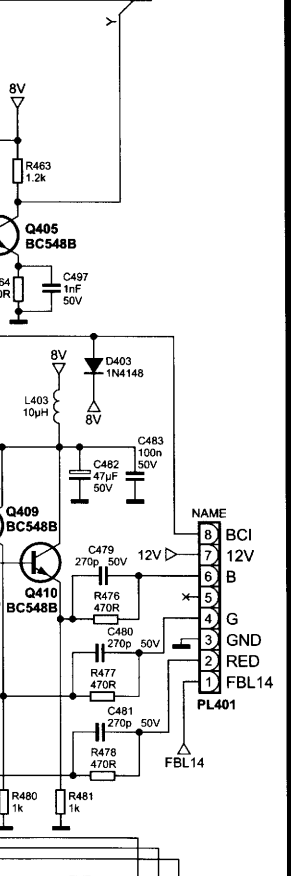 Y
8V
R463
1.2k
Q405
BC548B
C497
1nF
50V
8V
D403
1N4148
L403
10µH
8V
C483
100n
50V
C482
47µF
50V
Q409
BC548B
NAME
8 BCI
12V
7 12V
C479
270p 50V
6 B
Q410
BC548B
R476
470R
5
C480
270p 50V
4 G
3 GND
R477
470R
2 RED
1 FBL14
PL401
C481
270p 50V
R478
470R
FBL14
R480
1k
R481
1k